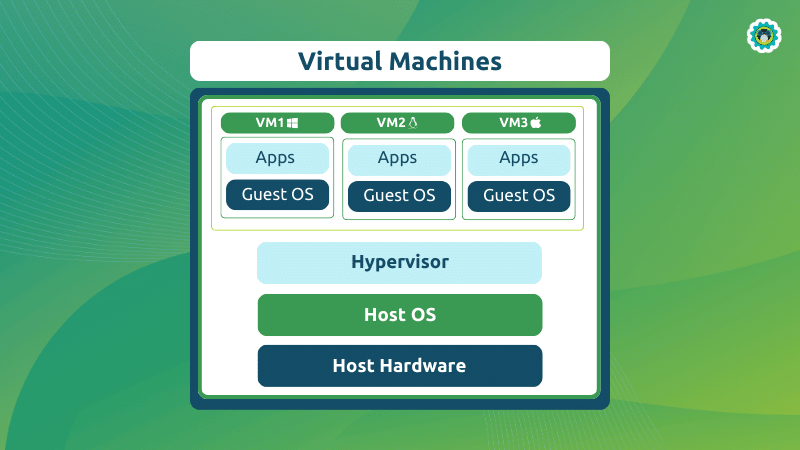 Virtual Machines
VM1 VM2 VM3
Apps Apps Apps
Guest OS Guest OS Guest OS
Hypervisor
Host OS
Host Hardware